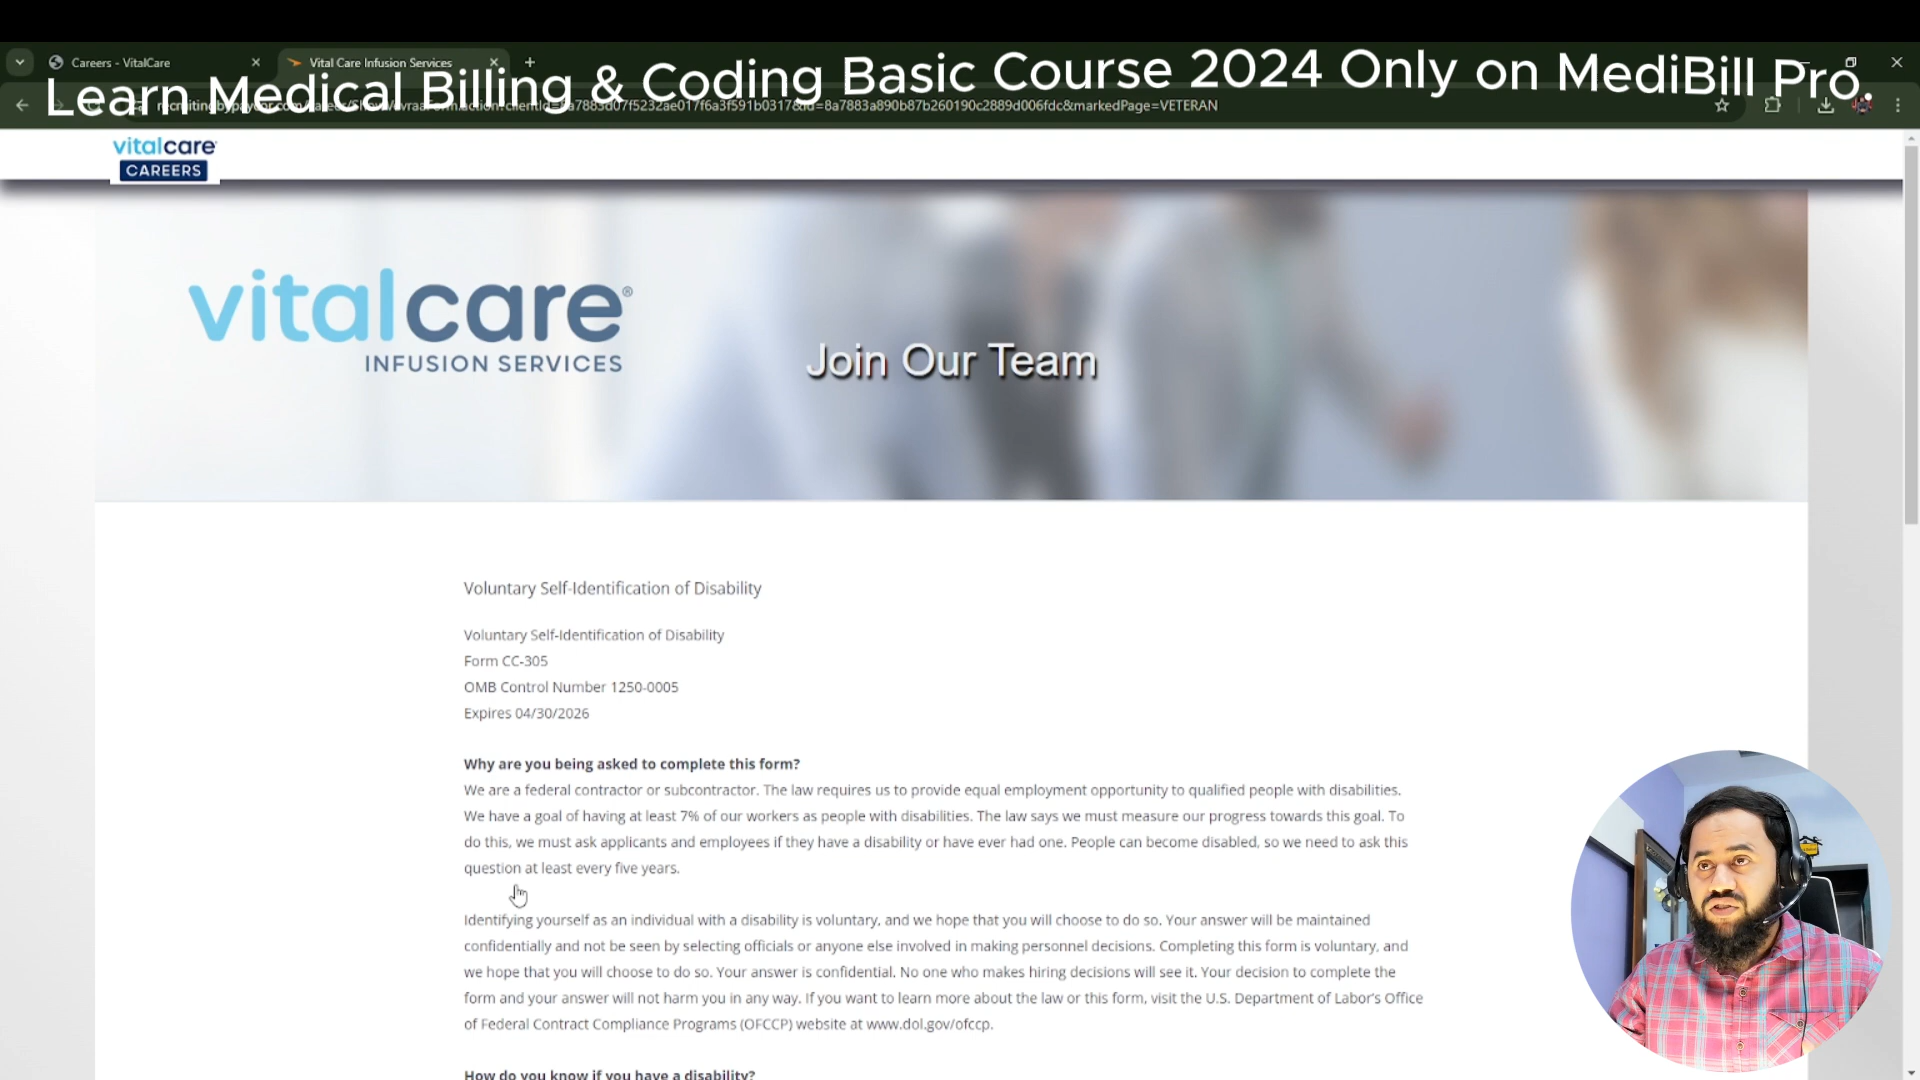 Careers - VitalCare
Vital Care Infusion Services
Learn Medical Billing & Coding Basic Course 2024 Only on MediBill Pro.
=8a7883a890b87b260190c2889d006fdc&markedPage=VETERAN
vitalcare
CAREERS
vitalcare®
INFUSION SERVICES
Join Our Team
Voluntary Self-Identification of Disability
Voluntary Self-Identification of Disability
Form CC-305
OMB Control Number 1250-0005
Expires 04/30/2026
Why are you being asked to complete this form?
We are a federal contractor or subcontractor. The law requires us to provide equal employment opportunity to qualified people with disabilities.
We have a goal of having at least 7% of our workers as people with disabilities. The law says we must measure our progress towards this goal. To
do this, we must ask applicants and employees if they have a disability or have ever had one. People can become disabled, so we need to ask this
question at least every five years.
Identifying yourself as an individual with a disability is voluntary, and we hope that you will choose to do so. Your answer will be maintained
confidentially and not be seen by selecting officials or anyone else involved in making personnel decisions. Completing this form is voluntary, and
we hope that you will choose to do so. Your answer is confidential. No one who makes hiring decisions will see it. Your decision to complete the
form and your answer will not harm you in any way. If you want to learn more about the law or this form, visit the U.S. Department of Labor's Office
of Federal Contract Compliance Programs (OFCCP) website at www.dol.gov/ofccp.
How do you know if you have a disability?